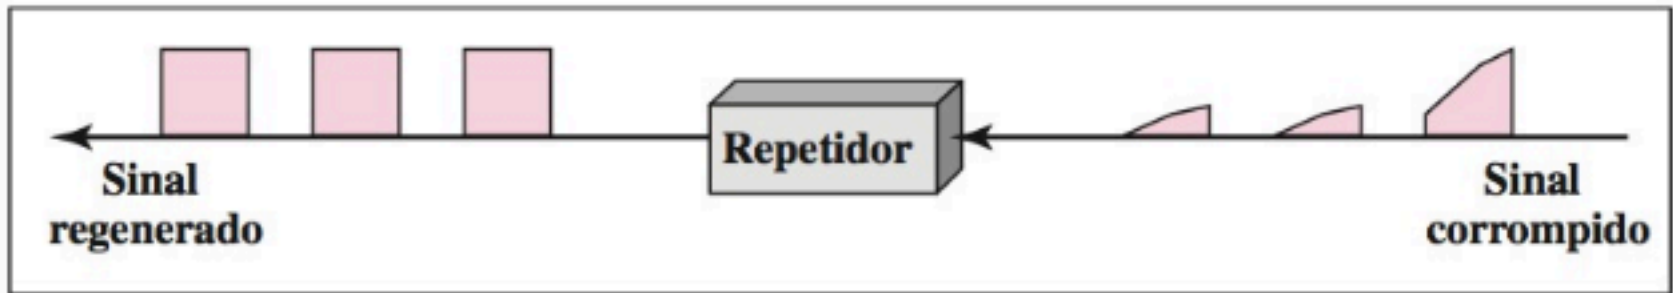 Repetidor
Sinal
regenerado
Sinal
corrompido